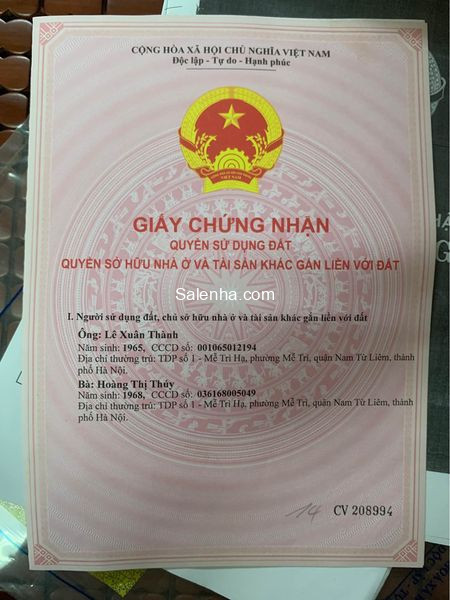 CỘNG HÒA XÃ HỘI CHỦ NGHĨA VIỆT NAM
Độc lập - Tự do - Hạnh phúc
GIẤY CHỨNG NHẬN
QUYỀN SỬ DỤNG ĐẤT
QUYỀN SỞ HỮU NHÀ Ở VÀ TÀI SẢN KHÁC GẮN LIỀN VỚI ĐẤT
Salenha.com
I. Người sử dụng đất, chủ sở hữu nhà ở và tài sản khác gắn liền với đất
Ông: Lê Xuân Thành
Năm sinh: 1965, CCCD số: 001065012194
Địa chỉ thường trú: TDP số 1 - Mễ Trì Hạ, phường Mễ Trì, quận Nam Từ Liêm, thành
phố Hà Nội.
Bà: Hoàng Thị Thúy
Năm sinh: 1968, CCCD số: 036168005049
Địa chỉ thường trú: TDP số 1 - Mễ Trì Hạ, phường Mễ Trì, quận Nam Từ Liêm, thành
phố Hà Nội.
14 CV 208994